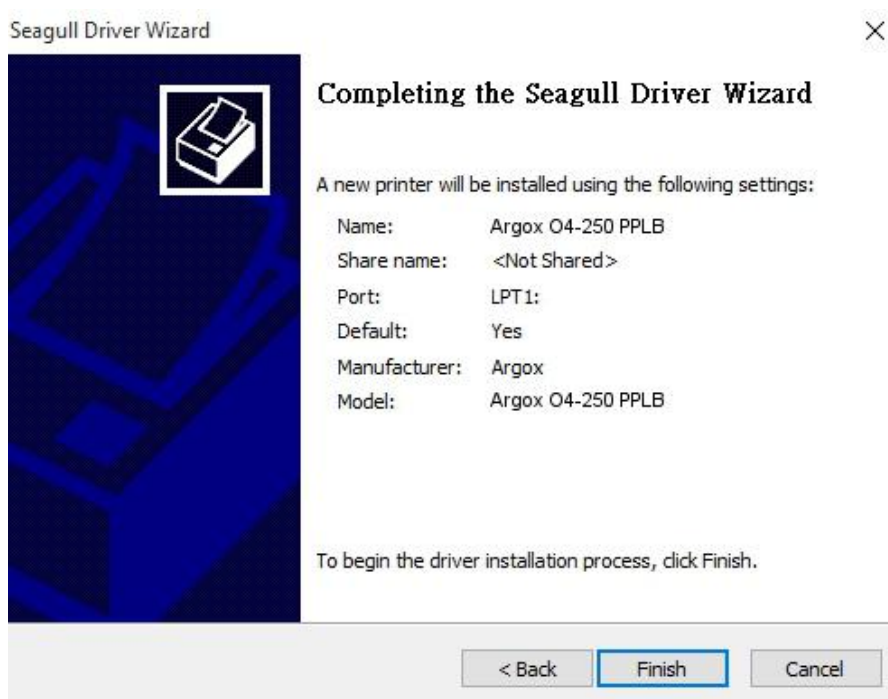 Seagull Driver Wizard
Completing the Seagull Driver Wizard
A new printer will be installed using the following settings:
Name: Argox O4-250 PPLB
Share name: <Not Shared>
Port: LPT1:
Default: Yes
Manufacturer: Argox
Model: Argox O4-250 PPLB
To begin the driver installation process, click Finish.
< Back Finish Cancel